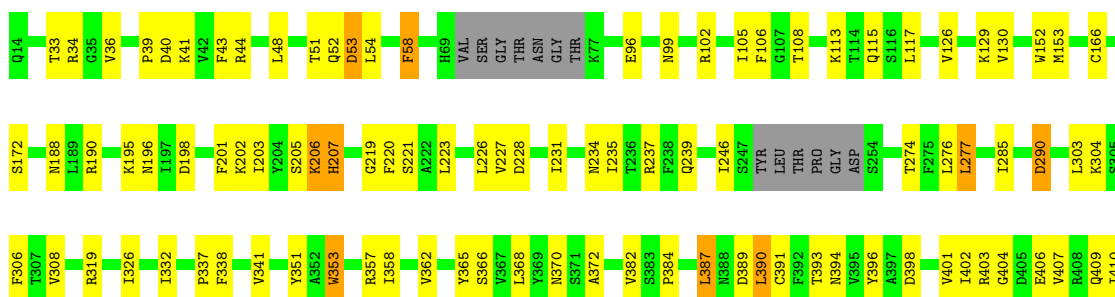 Q14 T33 R34 G35 V36 P39 D40 K41 V42 F43 R44 L48 T51 Q52 D53 L54 F58 H69 VAL SER GLY THR ASN GLY THR K77 E96 N99 R102 I105 F106 G107 T108 K113 T114 Q115 S116 L117 V126 K129 V130 W152 M153 C166
S172 N188 L189 R190 K195 N196 I197 D198 F201 K202 I203 Y204 S205 K206 H207 G219 F220 S221 A222 L223 L226 V227 D228 I231 N234 I235 T236 R237 F238 Q239 I246 S247 TYR LEU THR PRO GLY ASP S254 T274 F275 L276 L277 I285 D290 L303 K304 S305
F306 T307 V308 R319 I326 I332 P337 F338 V341 Y351 A352 W353 R357 I358 V362 Y365 S366 V367 L368 Y369 N370 S371 A372 V382 S383 P384 L387 N388 D389 L390 C391 F392 T393 N394 V395 Y396 A397 D398 V401 I402 R403 G404 D405 E406 V407 R408 Q409